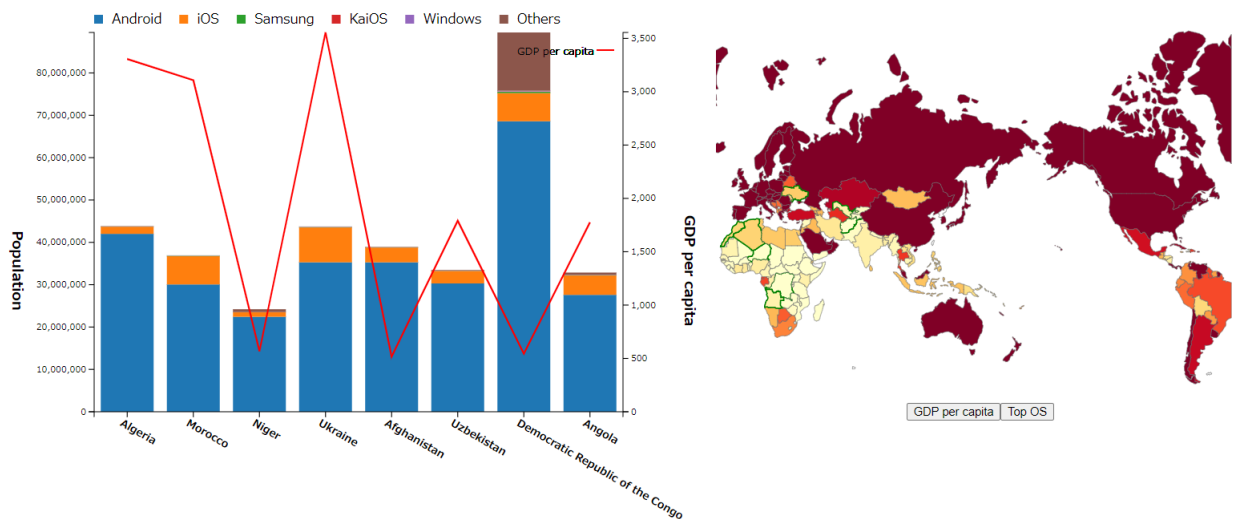 Android iOS Samsung KaiOS Windows Others
GDP per capita
Population
80,000,000
70,000,000
60,000,000
50,000,000
40,000,000
30,000,000
20,000,000
10,000,000
0
3,500
3,000
2,500
2,000
1,500
1,000
500
0
GDP per capita
Algeria
Morocco
Niger
Ukraine
Afghanistan
Uzbekistan
Democratic Republic of the Congo
Angola
GDP per capita Top OS